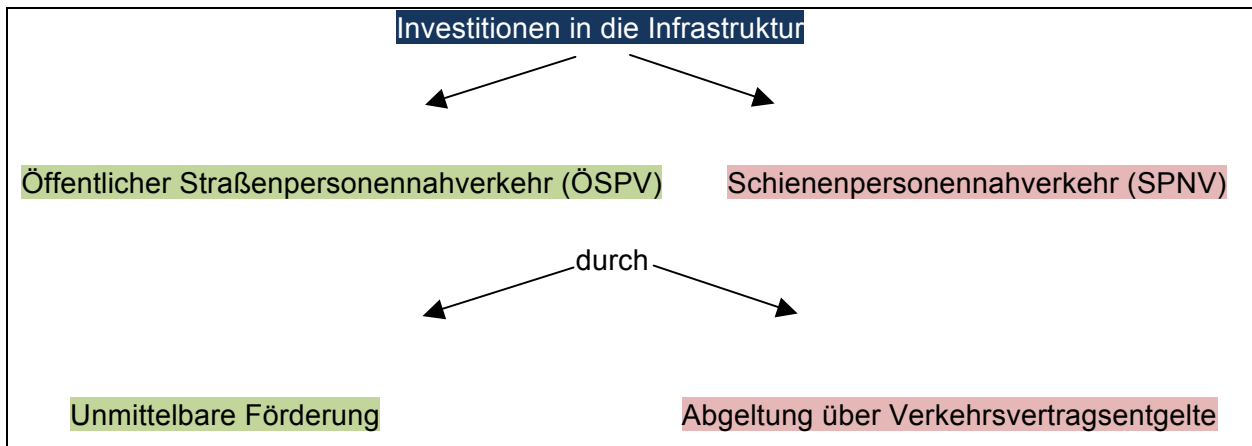 Investitionen in die Infrastruktur
Öffentlicher Straßenpersonennahverkehr (ÖSPV) Schienenpersonennahverkehr (SPNV)
durch
Unmittelbare Förderung Abgeltung über Verkehrsvertragsentgelte